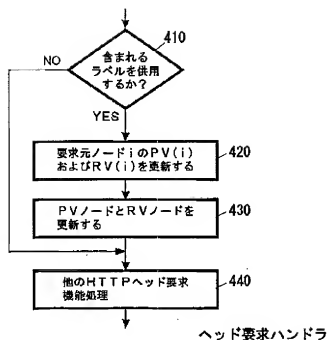 410
含まれる
ラベルを供用
するか?
NO
YES
要求元ノードiのPV(i)
およびRV(i)を更新する
420
PVノードとRVノードを
更新する
430
他のHTTPヘッド要求
機能処理
440
ヘッド要求ハンドラ